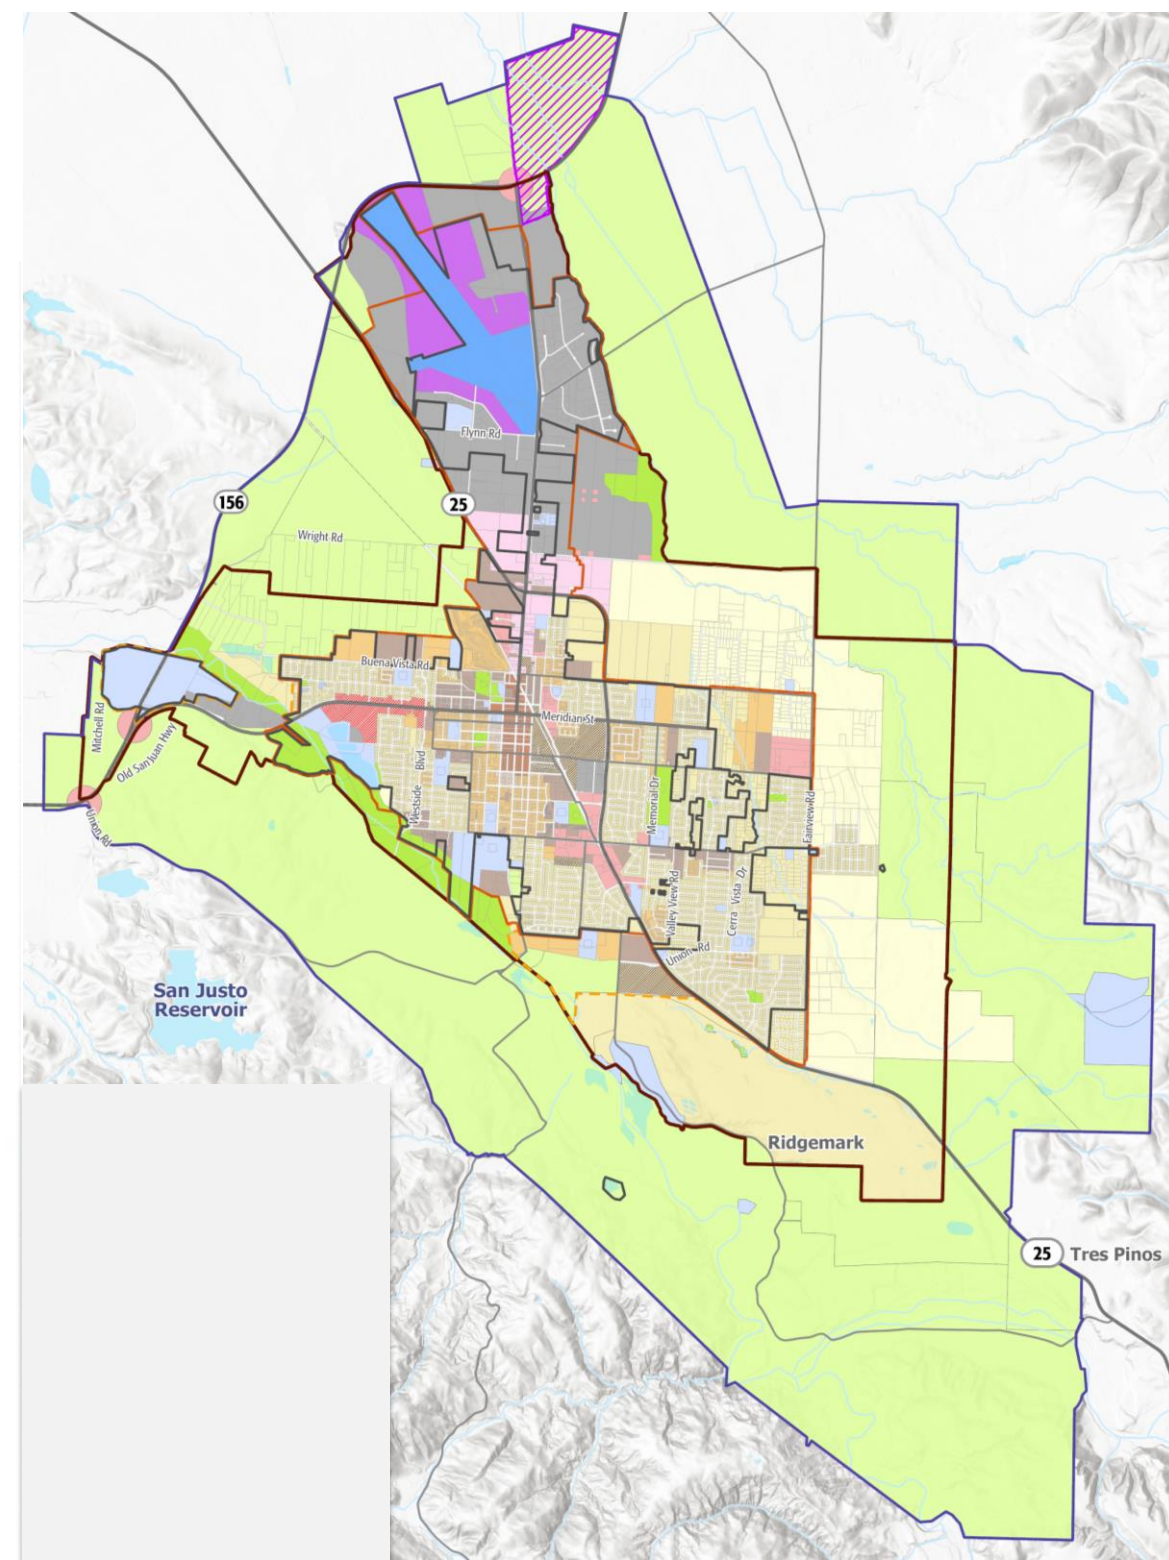 Flynn Rd
156
25
Wright Rd
Buena Vista Rd
Mitchell Rd
Old San Juan Hwy
Meridian St
Westside Blvd
Memorial Dr
Fairview Rd
Union Rd
Valley View Rd
Cerra Vista Dr
Union Rd
San Justo
Reservoir
Ridgemark
25
Tres Pinos